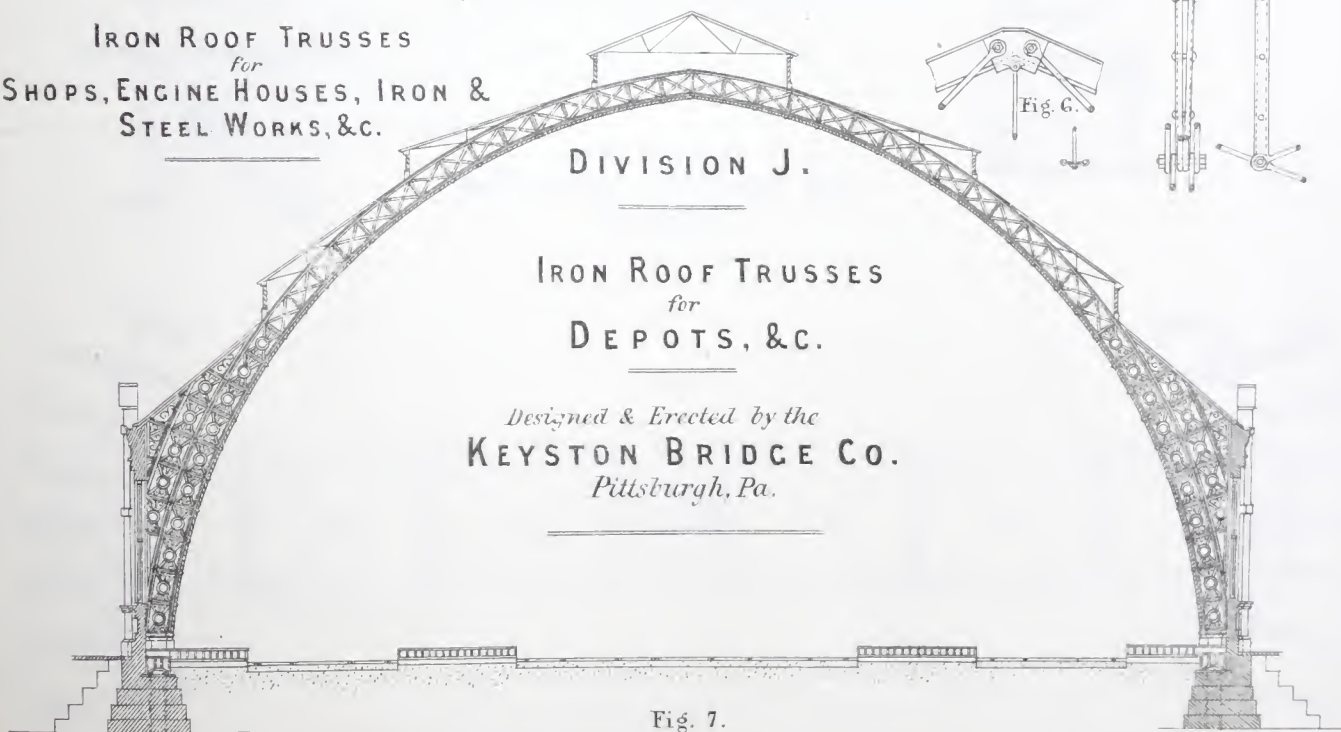 IRON ROOF TRUSSES
for
SHOPS, ENGINE HOUSES, IRON &
STEEL WORKS, &C.
Fig. 6.
DIVISION J.
IRON ROOF TRUSSES
for
DEPOTS, &C.
Designed & Erected by the
KEYSTON BRIDGE CO.
Pittsburgh, Pa.
Fig. 7.